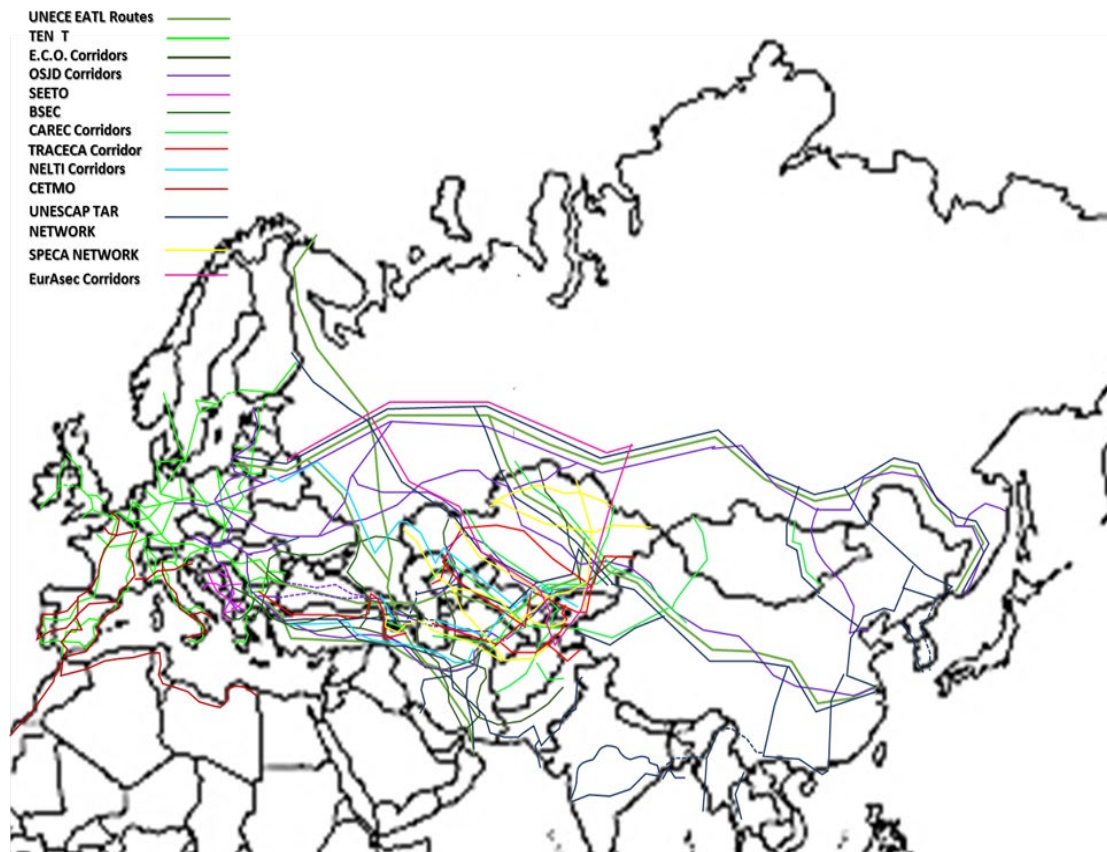 UNECE EATL Routes
TEN T
E.C.O. Corridors
OSJD Corridors
SEETO
BSEC
CAREC Corridors
TRACECA Corridor
NELTI Corridors
CETMO
UNESCAP TAR
NETWORK
SPECA NETWORK
EurAsec Corridors